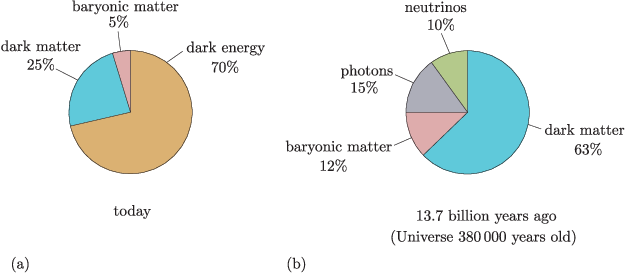 baryonic matter
5%
dark matter
25%
dark energy
70%
today
(a)
neutrinos
10%
photons
15%
baryonic matter
12%
dark matter
63%
13.7 billion years ago
(Universe 380 000 years old)
(b)